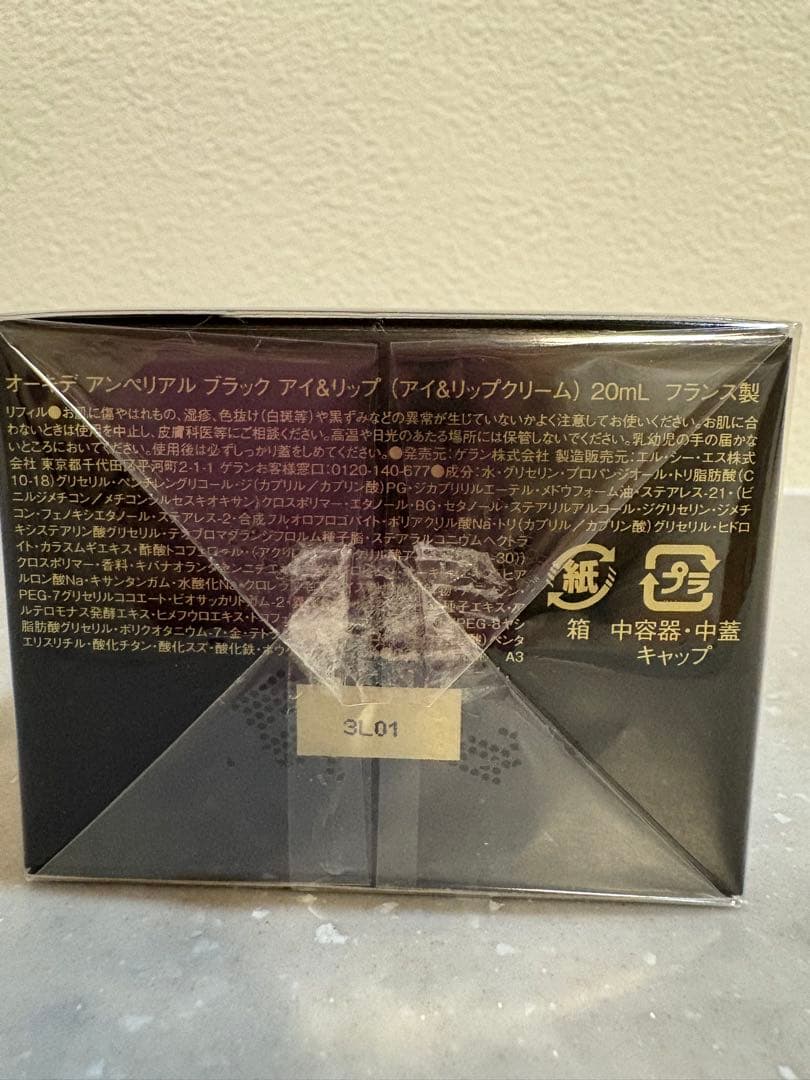 オーキデ アンペリアル ブラック アイ&リップ (アイ&リップクリーム) 20mL フランス製
リフィル●お肌に傷やはれもの、湿疹、色抜け(白斑等)や黒ずみなどの異常が生じていないかよく注意してお使いください。お肌に合
わないときは使用を中止し、皮膚科医等にご相談ください。高温や日光のあたる場所には保管しないでください。乳幼児の手の届かな
いところにおいてください。使用後は必ずしっかり蓋をしめてください。●発売元:ゲラン株式会社 製造販売元:エル・シー・エス株式
会社 東京都千代田区平河町2-1-1 ゲランお客様窓口:0120-140-677●成分:水・グリセリン・プロパンジオール・トリ脂肪酸(C
10-18)グリセリル・ペンチレングリコール・ジ(カプリル/カプリン酸)PG・ジカプリリルエーテル・メドウフォーム油・ステアレス-21・(ビ
ニルジメチコン/メチコンシルセスキオキサン)クロスポリマー・エタノール・BG・セタノール・ステアリルアルコール・ジグリセリン・ジメチ
コン・フェノキシエタノール・ステアレス-2・合成フルオロフロゴパイト・ポリアクリル酸Na・トリ(カプリル/カプリン酸)グリセリル・ヒドロ
キシステアリン酸グリセリル・テオブロマグランジフロルム種子脂・ステアラルコニウムヘクトラ
イト・カラスムギエキス・酢酸トコフェロール・(アクリ
クロスポリマー・香料・キバナオランダセンニチエ
ルロン酸Na・キサンタンガム・水酸化Na・クロレ
PEG-7グリセリルココエート・ビオサッカリドガム-2・ 種子エキス・ア
ルテロモナス発酵エキス・ヒメフウロエキス・ PEG-8ヤシ
脂肪酸グリセリル・ポリクオタニウム-7・金・テト ペンタ
エリスリチル・酸化チタン・酸化スズ・酸化鉄・ A3
紙
プラ
箱 中容器・中蓋
キャップ
3L01